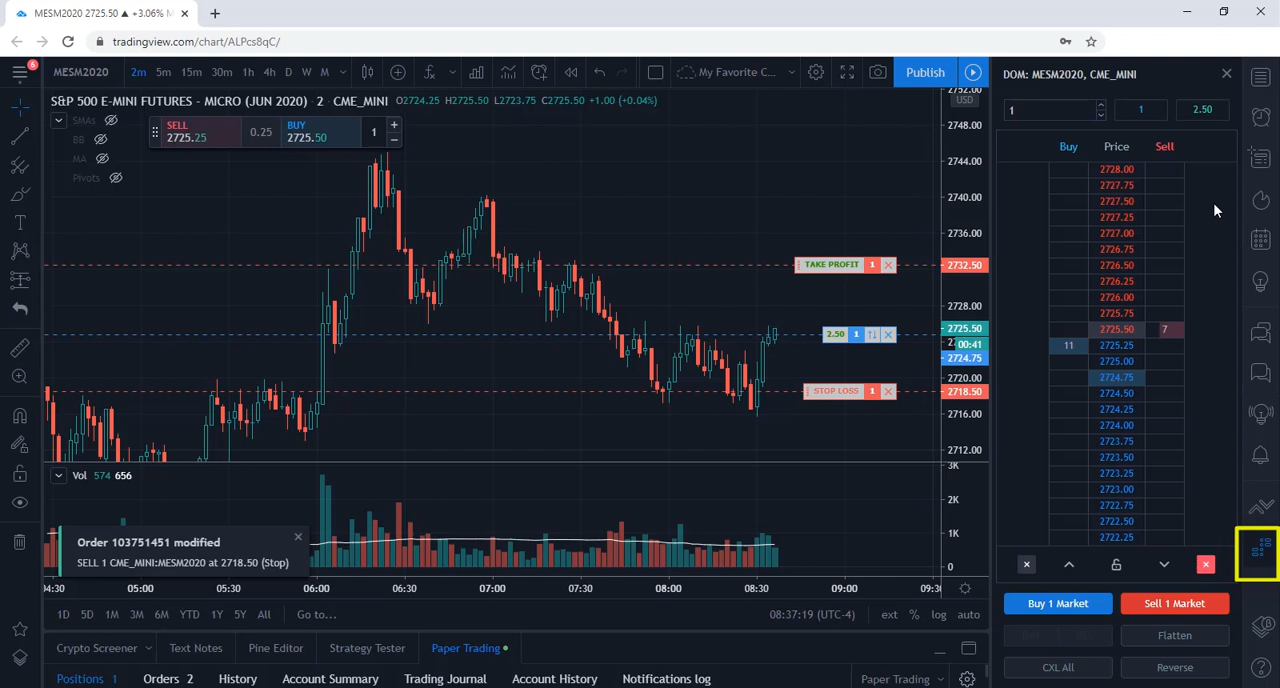 MESM2020 2725.50 ▲ +3.06% M
tradingview.com/chart/ALPcs8qC/
6
MESM2020 2m 5m 15m 30m 1h 4h D W M My Favorite C... Publish
S&P 500 E-MINI FUTURES - MICRO (JUN 2020) · 2 · CME_MINI O2724.25 H2725.50 L2723.75 C2725.50 +1.00 (+0.04%)
SMAs
BB
MA
Pivots
SELL
2725.25
0.25
BUY
2725.50
1
+
−
TAKE PROFIT 1
2.50 1
STOP LOSS 1
2752.00
USD
2748.00
2744.00
2740.00
2736.00
2732.50
2728.00
2725.50
00:41
2724.75
2720.00
2718.50
2716.00
2712.00
Vol 574 656
3K
2K
1K
0
Order 103751451 modified
SELL 1 CME_MINI:MESM2020 at 2718.50 (Stop)
04:30 05:00 05:30 06:00 06:30 07:00 07:30 08:00 08:30 09:00 09:30
1D 5D 1M 3M 6M YTD 1Y 5Y All Go to... 08:37:19 (UTC-4) ext % log auto
Crypto Screener Text Notes Pine Editor Strategy Tester Paper Trading
Positions 1 Orders 2 History Account Summary Trading Journal Account History Notifications log Paper Trading
DOM: MESM2020, CME_MINI
1 1 2.50
Buy Price Sell
2728.00
2727.75
2727.50
2727.25
2727.00
2726.75
2726.50
2726.25
2726.00
2725.75
2725.50 7
11 2725.25
2725.00
2724.75
2724.50
2724.25
2724.00
2723.75
2723.50
2723.25
2723.00
2722.75
2722.50
2722.25
Buy 1 Market Sell 1 Market
Flatten
CXL All Reverse